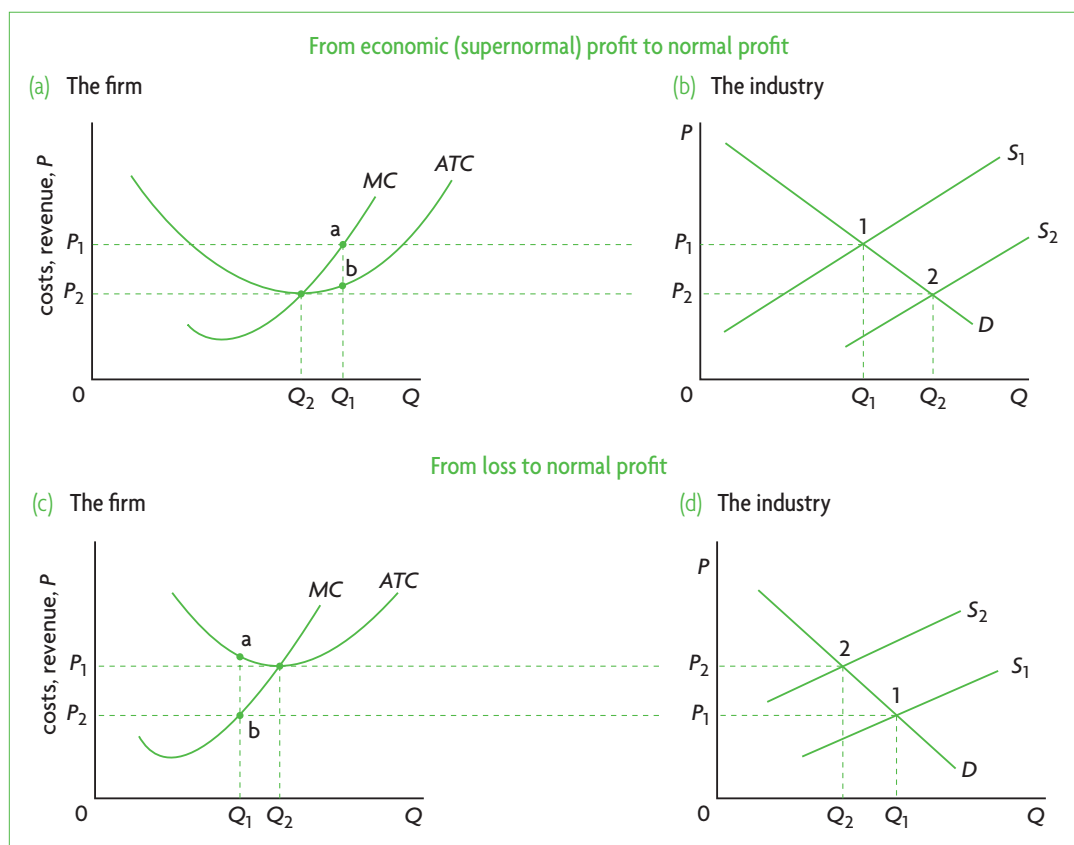 From economic (supernormal) profit to normal profit
(a) The firm
costs, revenue, P
MC
ATC
a
P₁
b
P₂
0
Q₂
Q₁
Q
(b) The industry
P
S₁
1
P₁
S₂
2
P₂
D
0
Q₁
Q₂
Q
From loss to normal profit
(c) The firm
costs, revenue, P
MC
ATC
a
P₁
P₂
b
0
Q₁
Q₂
Q
(d) The industry
P
S₂
2
P₂
S₁
1
P₁
D
0
Q₂
Q₁
Q